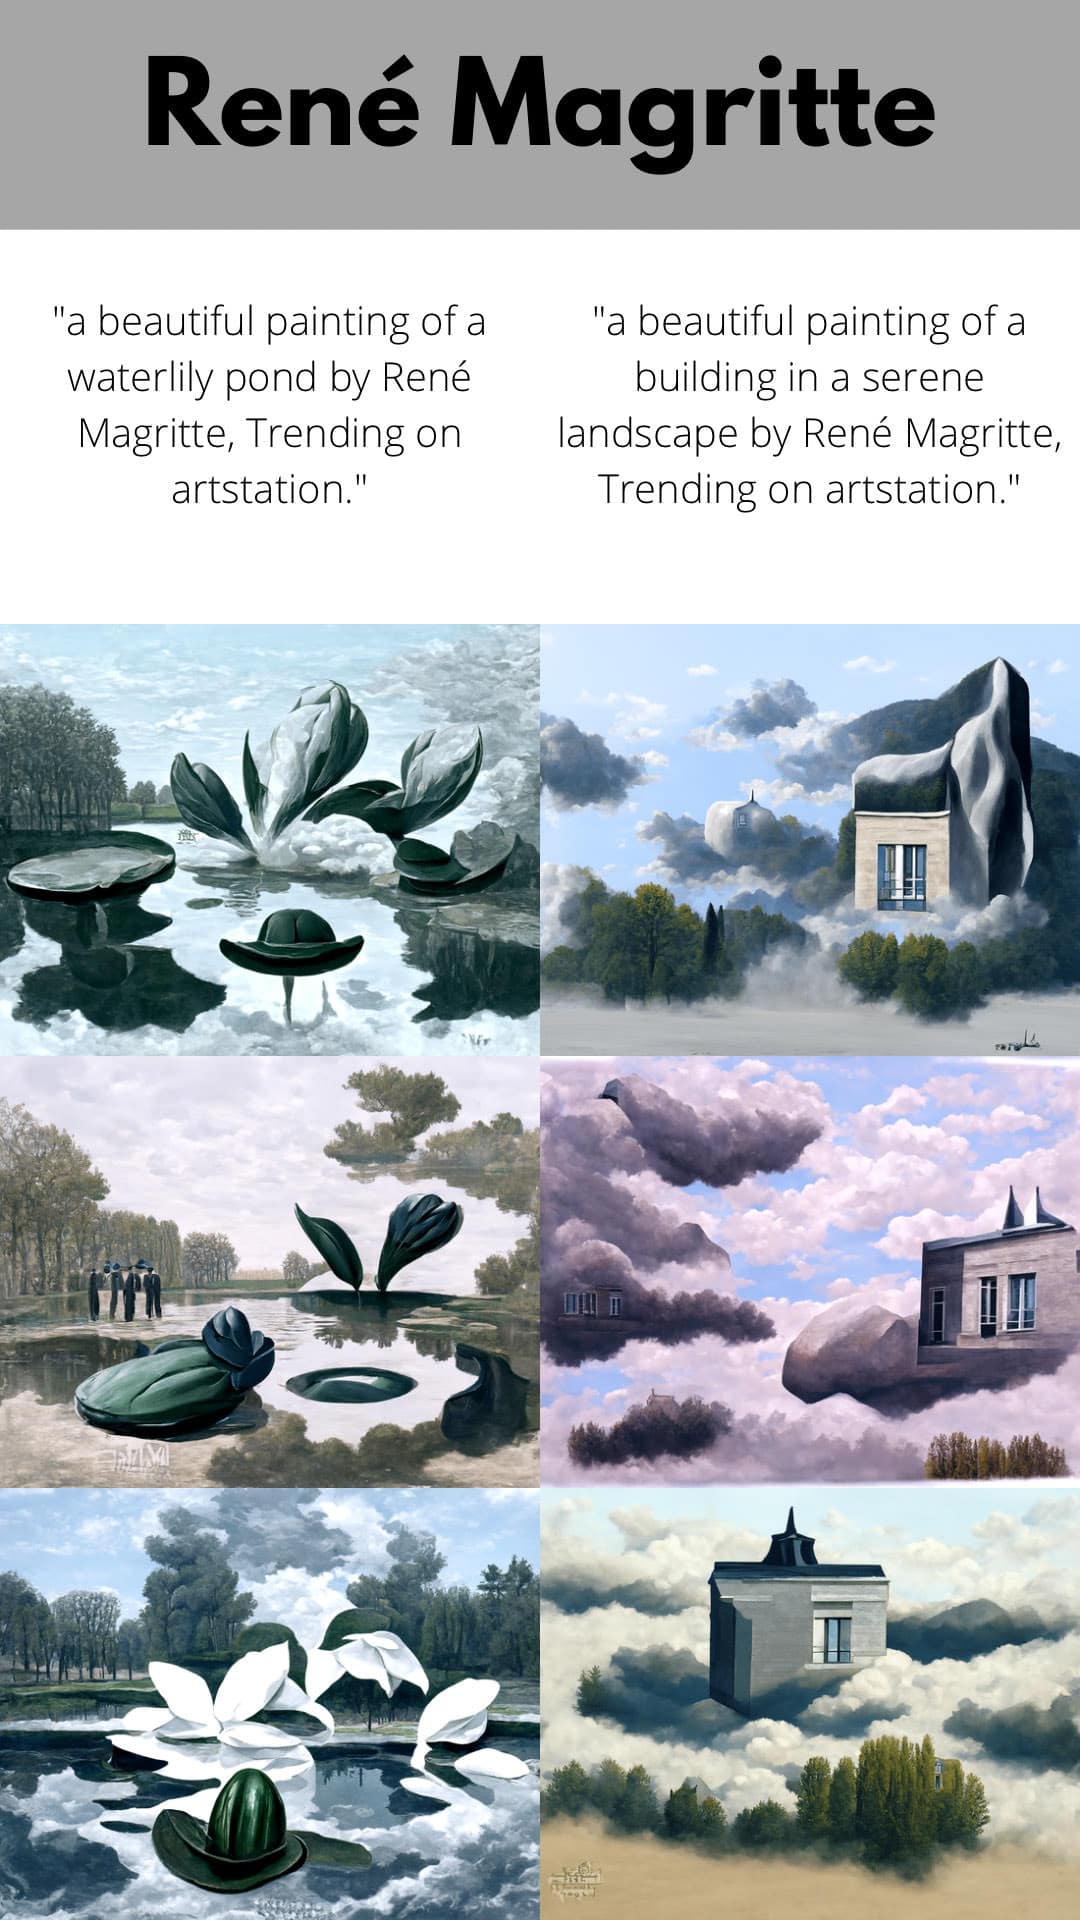 René Magritte
"a beautiful painting of a
waterlily pond by René
Magritte, Trending on
artstation."
"a beautiful painting of a
building in a serene
landscape by René Magritte,
Trending on artstation."